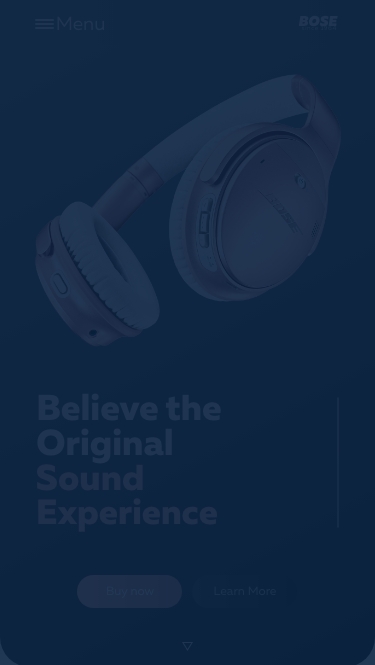 Menu
BOSE
Believe the
Original
Sound
Experience
Buy now
Learn More